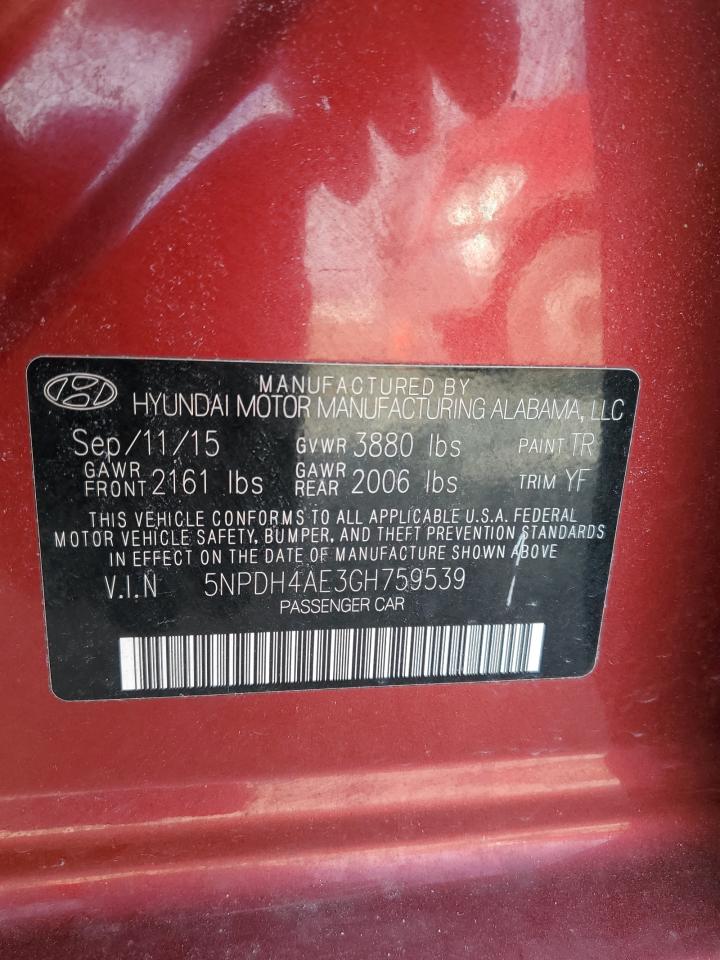 MANUFACTURED BY
HYUNDAI MOTOR MANUFACTURING ALABAMA, LLC
Sep/11/15 GVWR 3880 lbs PAINT TR
GAWR FRONT 2161 lbs GAWR REAR 2006 lbs TRIM YF
THIS VEHICLE CONFORMS TO ALL APPLICABLE U.S.A. FEDERAL
MOTOR VEHICLE SAFETY, BUMPER, AND THEFT PREVENTION STANDARDS
IN EFFECT ON THE DATE OF MANUFACTURE SHOWN ABOVE
V.I.N 5NPDH4AE3GH759539
PASSENGER CAR